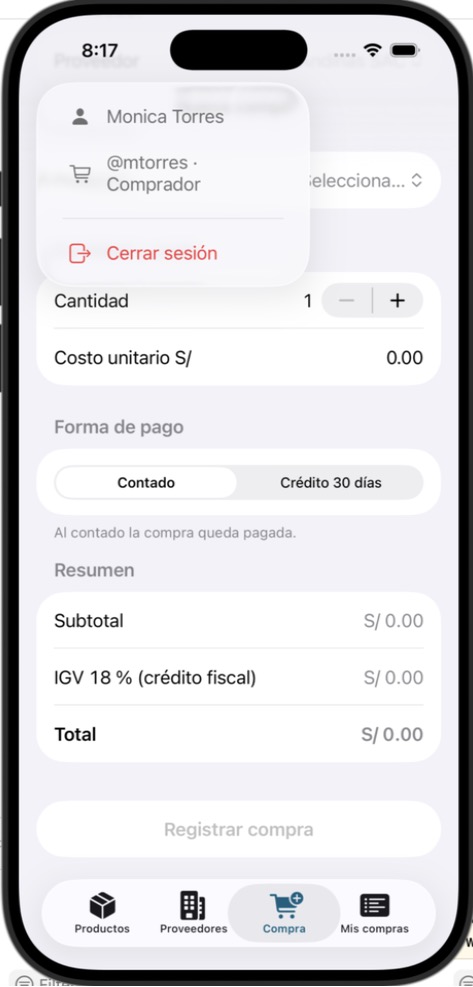 8:17
Proveedor
Monica Torres
@mtorres ·
Comprador
Selecciona...
Cerrar sesión
Cantidad 1 − +
Costo unitario S/ 0.00
Forma de pago
Contado Crédito 30 días
Al contado la compra queda pagada.
Resumen
Subtotal S/ 0.00
IGV 18 % (crédito fiscal) S/ 0.00
Total S/ 0.00
Registrar compra
Productos Proveedores Compra Mis compras